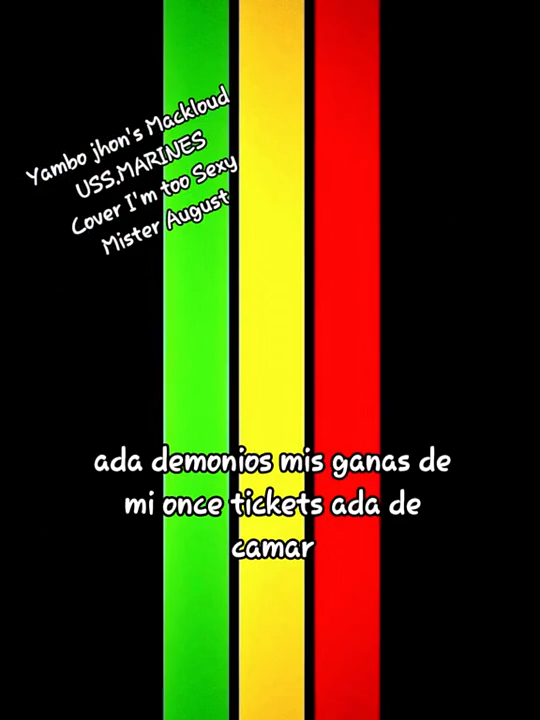 Yambo jhon's Mackloud
USS.MARINES
Cover I'm too Sexy
Mister August
ada demonios mis ganas de
mi once tickets ada de
camar